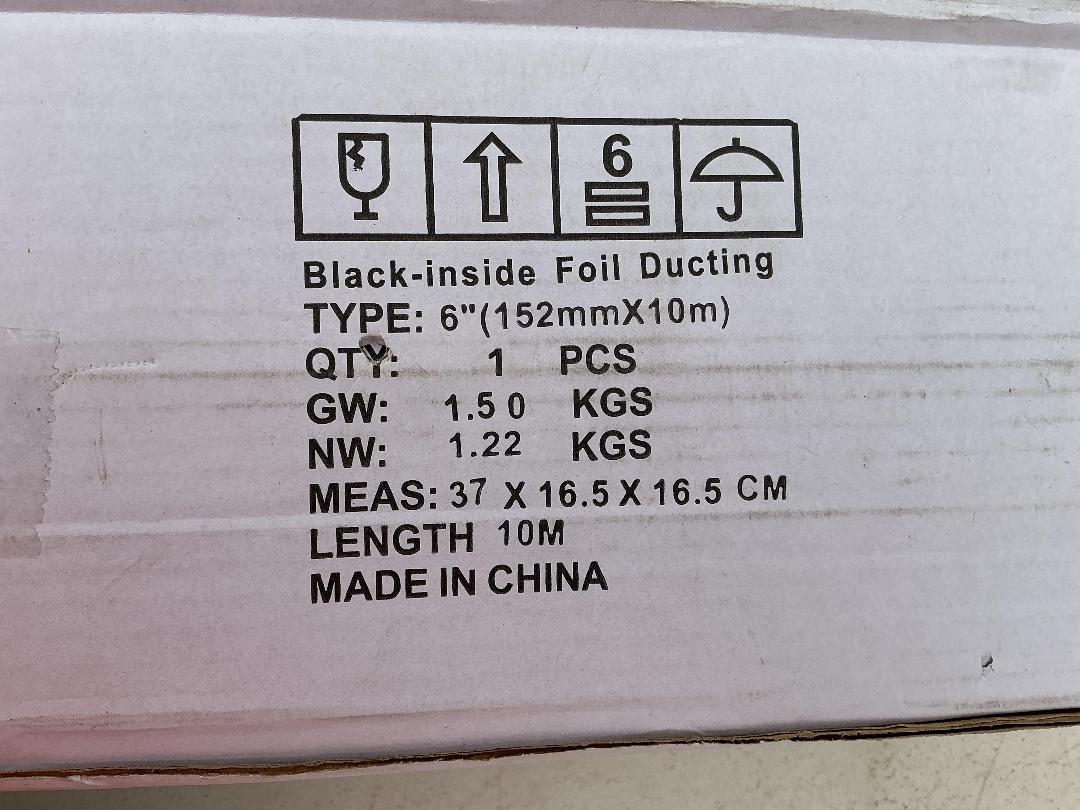 6
Black-inside Foil Ducting
TYPE: 6"(152mmX10m)
QTY: 1 PCS
GW: 1.50 KGS
NW: 1.22 KGS
MEAS: 37 X 16.5 X 16.5 CM
LENGTH 10M
MADE IN CHINA